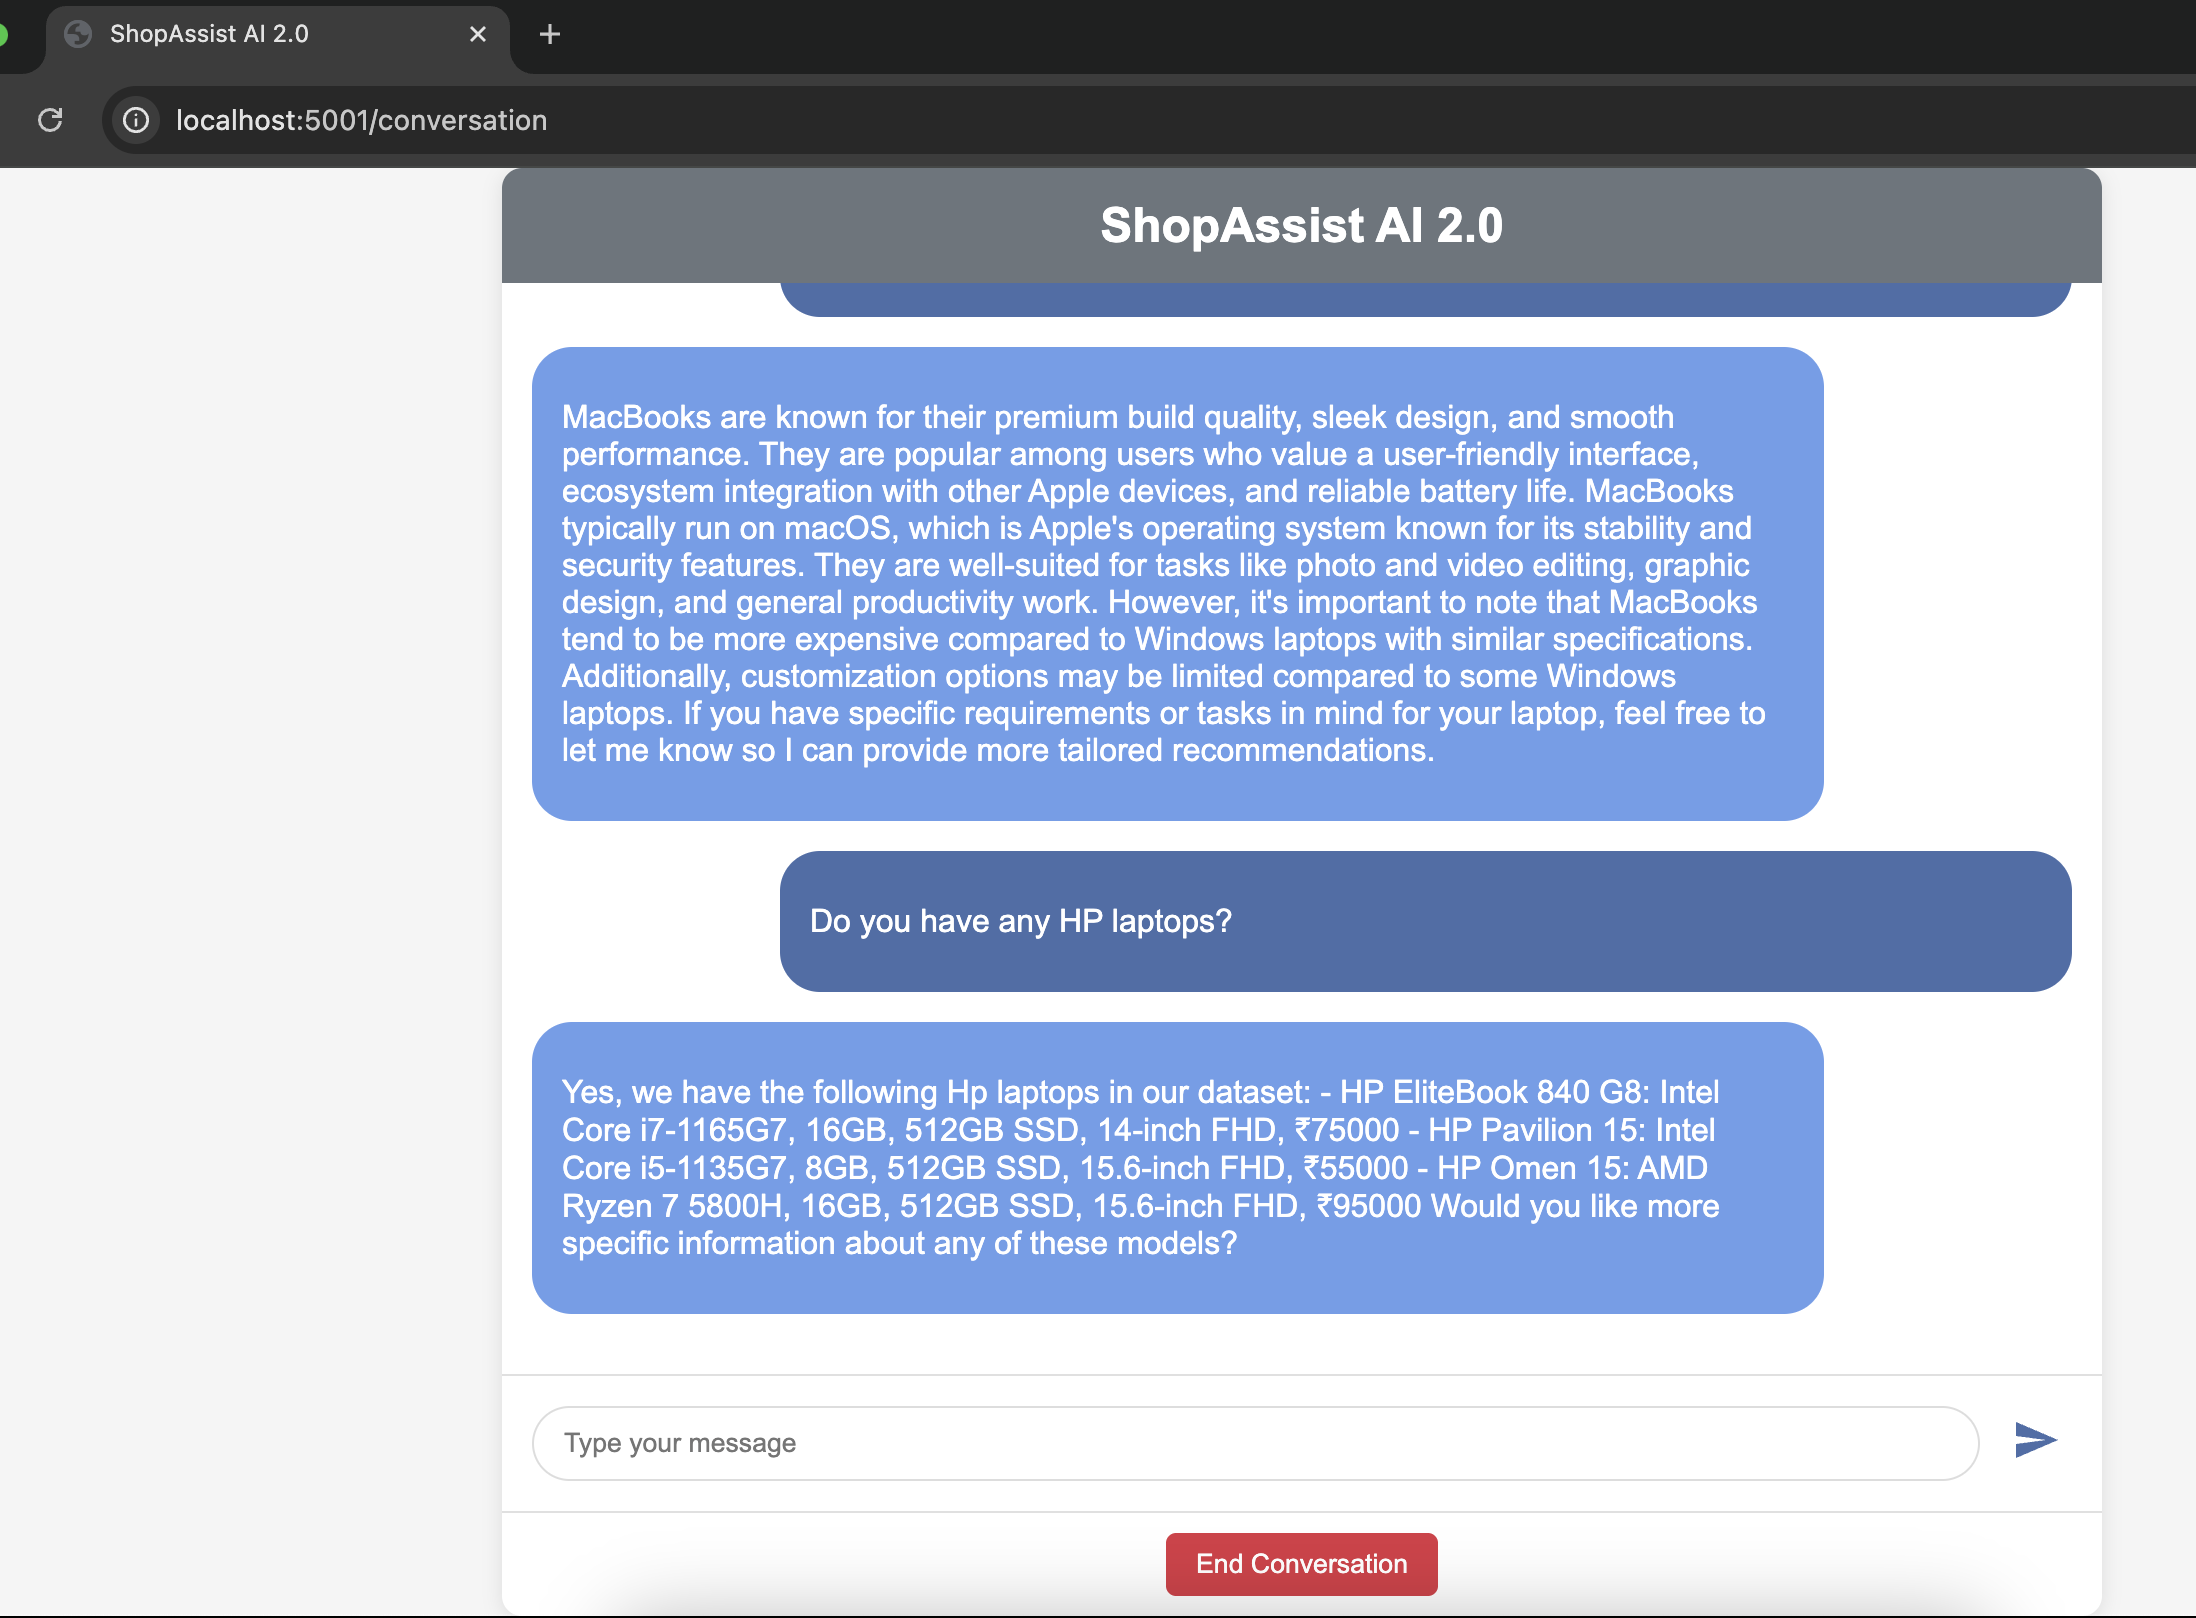 ShopAssist AI 2.0
localhost:5001/conversation
ShopAssist AI 2.0
MacBooks are known for their premium build quality, sleek design, and smooth
performance. They are popular among users who value a user-friendly interface,
ecosystem integration with other Apple devices, and reliable battery life. MacBooks
typically run on macOS, which is Apple's operating system known for its stability and
security features. They are well-suited for tasks like photo and video editing, graphic
design, and general productivity work. However, it's important to note that MacBooks
tend to be more expensive compared to Windows laptops with similar specifications.
Additionally, customization options may be limited compared to some Windows
laptops. If you have specific requirements or tasks in mind for your laptop, feel free to
let me know so I can provide more tailored recommendations.
Do you have any HP laptops?
Yes, we have the following Hp laptops in our dataset: - HP EliteBook 840 G8: Intel
Core i7-1165G7, 16GB, 512GB SSD, 14-inch FHD, ₹75000 - HP Pavilion 15: Intel
Core i5-1135G7, 8GB, 512GB SSD, 15.6-inch FHD, ₹55000 - HP Omen 15: AMD
Ryzen 7 5800H, 16GB, 512GB SSD, 15.6-inch FHD, ₹95000 Would you like more
specific information about any of these models?
Type your message
End Conversation